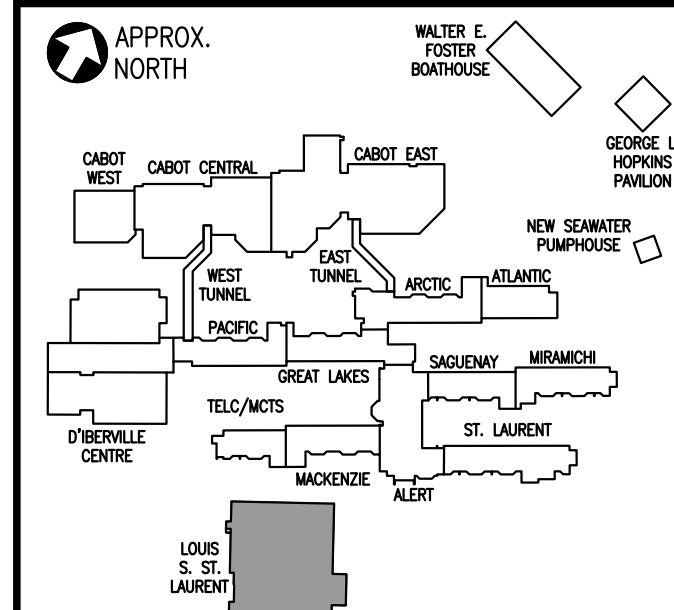 APPROX.
NORTH
WALTER E.
FOSTER
BOATHOUSE
GEORGE L
HOPKINS
PAVILION
CABOT
WEST
CABOT CENTRAL
CABOT EAST
NEW SEAWATER
PUMPHOUSE
WEST
TUNNEL
EAST
TUNNEL
ARCTIC
ATLANTIC
PACIFIC
GREAT LAKES
SAGUENAY
MIRAMICHI
TELC/MCTS
D'IBERVILLE
CENTRE
ST. LAURENT
MACKENZIE
ALERT
LOUIS
S. ST.
LAURENT